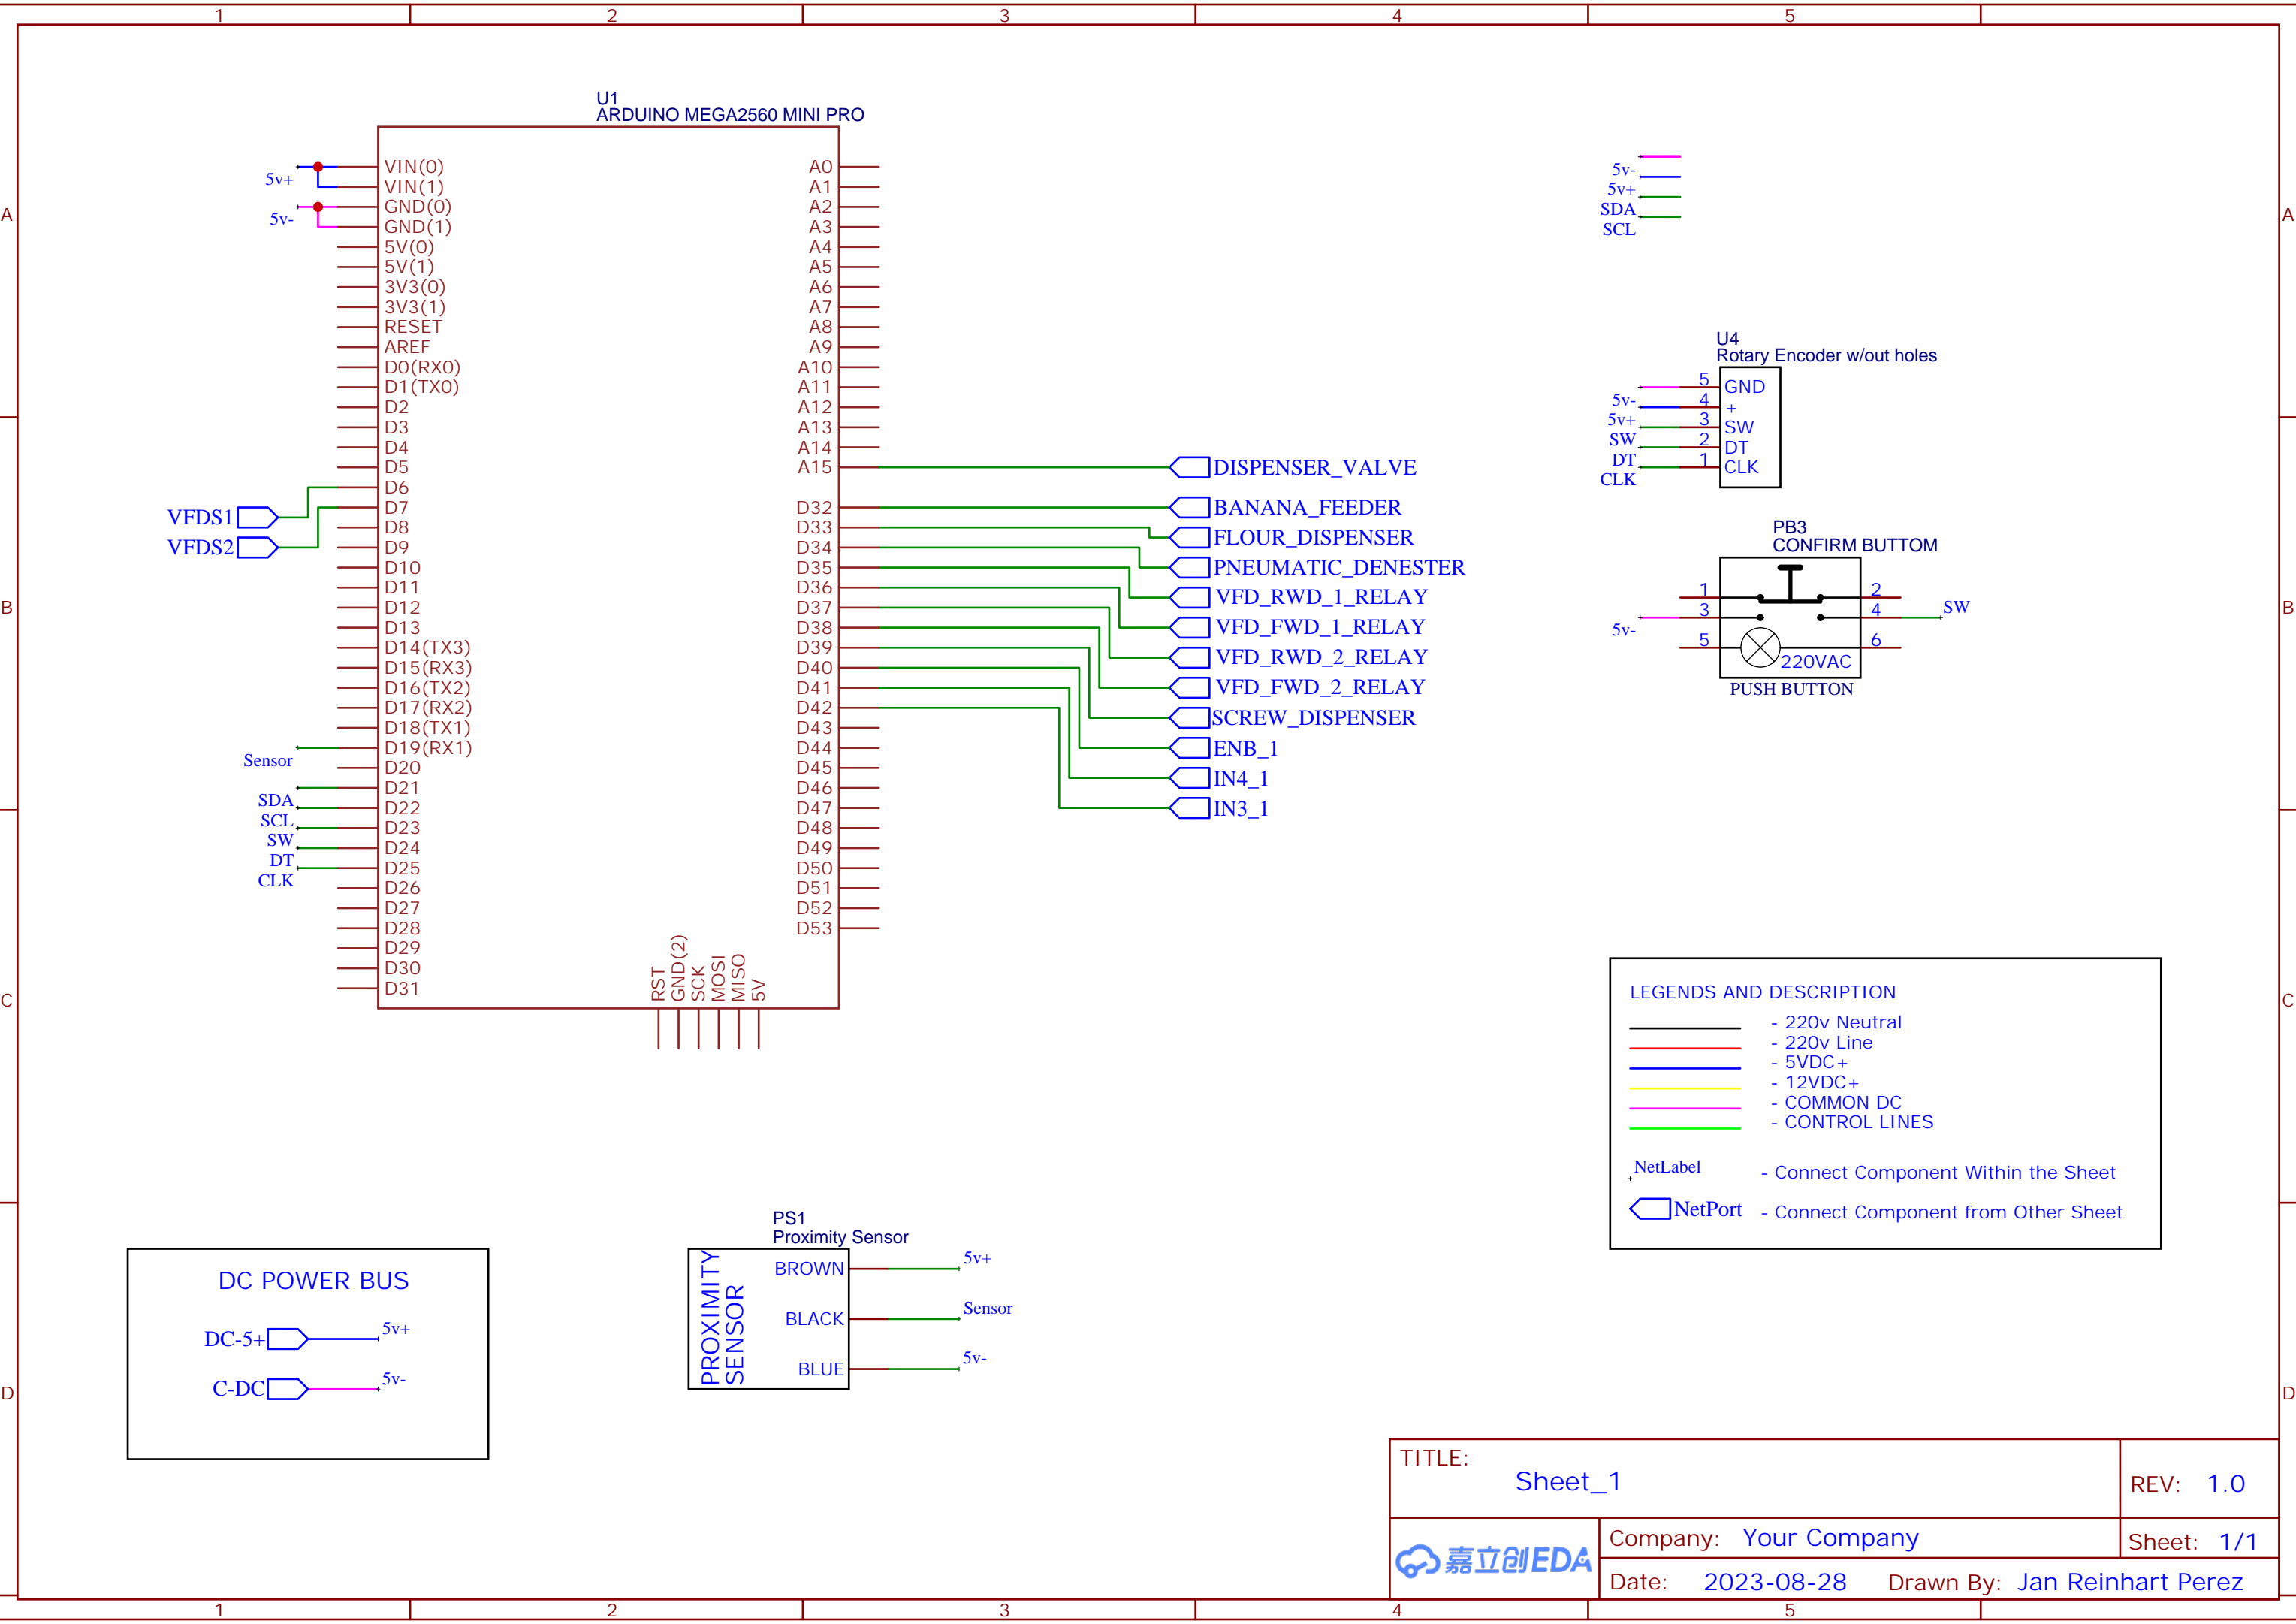 1 2 3 4 5
A
B
C
D
A
B
C
D
1 2 3 4 5
U1
ARDUINO MEGA2560 MINI PRO
VIN(0)
VIN(1)
GND(0)
GND(1)
5V(0)
5V(1)
3V3(0)
3V3(1)
RESET
AREF
D0(RX0)
D1(TX0)
D2
D3
D4
D5
D6
D7
D8
D9
D10
D11
D12
D13
D14(TX3)
D15(RX3)
D16(TX2)
D17(RX2)
D18(TX1)
D19(RX1)
D20
D21
D22
D23
D24
D25
D26
D27
D28
D29
D30
D31
A0
A1
A2
A3
A4
A5
A6
A7
A8
A9
A10
A11
A12
A13
A14
A15
D32
D33
D34
D35
D36
D37
D38
D39
D40
D41
D42
D43
D44
D45
D46
D47
D48
D49
D50
D51
D52
D53
RST
GND(2)
SCK
MOSI
MISO
5V
5v+
5v-
VFDS1
VFDS2
Sensor
SDA
SCL
SW
DT
CLK
DISPENSER_VALVE
BANANA_FEEDER
FLOUR_DISPENSER
PNEUMATIC_DENESTER
VFD_RWD_1_RELAY
VFD_FWD_1_RELAY
VFD_RWD_2_RELAY
VFD_FWD_2_RELAY
SCREW_DISPENSER
ENB_1
IN4_1
IN3_1
5v-
5v+
SDA
SCL
U4
Rotary Encoder w/out holes
5 GND
4 +
3 SW
2 DT
1 CLK
5v-
5v+
SW
DT
CLK
PB3
CONFIRM BUTTOM
1 2
3 4 SW
5v-
5 6
220VAC
PUSH BUTTON
LEGENDS AND DESCRIPTION
- 220v Neutral
- 220v Line
- 5VDC+
- 12VDC+
- COMMON DC
- CONTROL LINES
NetLabel - Connect Component Within the Sheet
NetPort - Connect Component from Other Sheet
DC POWER BUS
DC-5+ 5v+
C-DC 5v-
PS1
Proximity Sensor
PROXIMITY
SENSOR
BROWN 5v+
BLACK Sensor
BLUE 5v-
TITLE:
Sheet_1
REV: 1.0
嘉立创EDA
Company: Your Company
Sheet: 1/1
Date: 2023-08-28 Drawn By: Jan Reinhart Perez